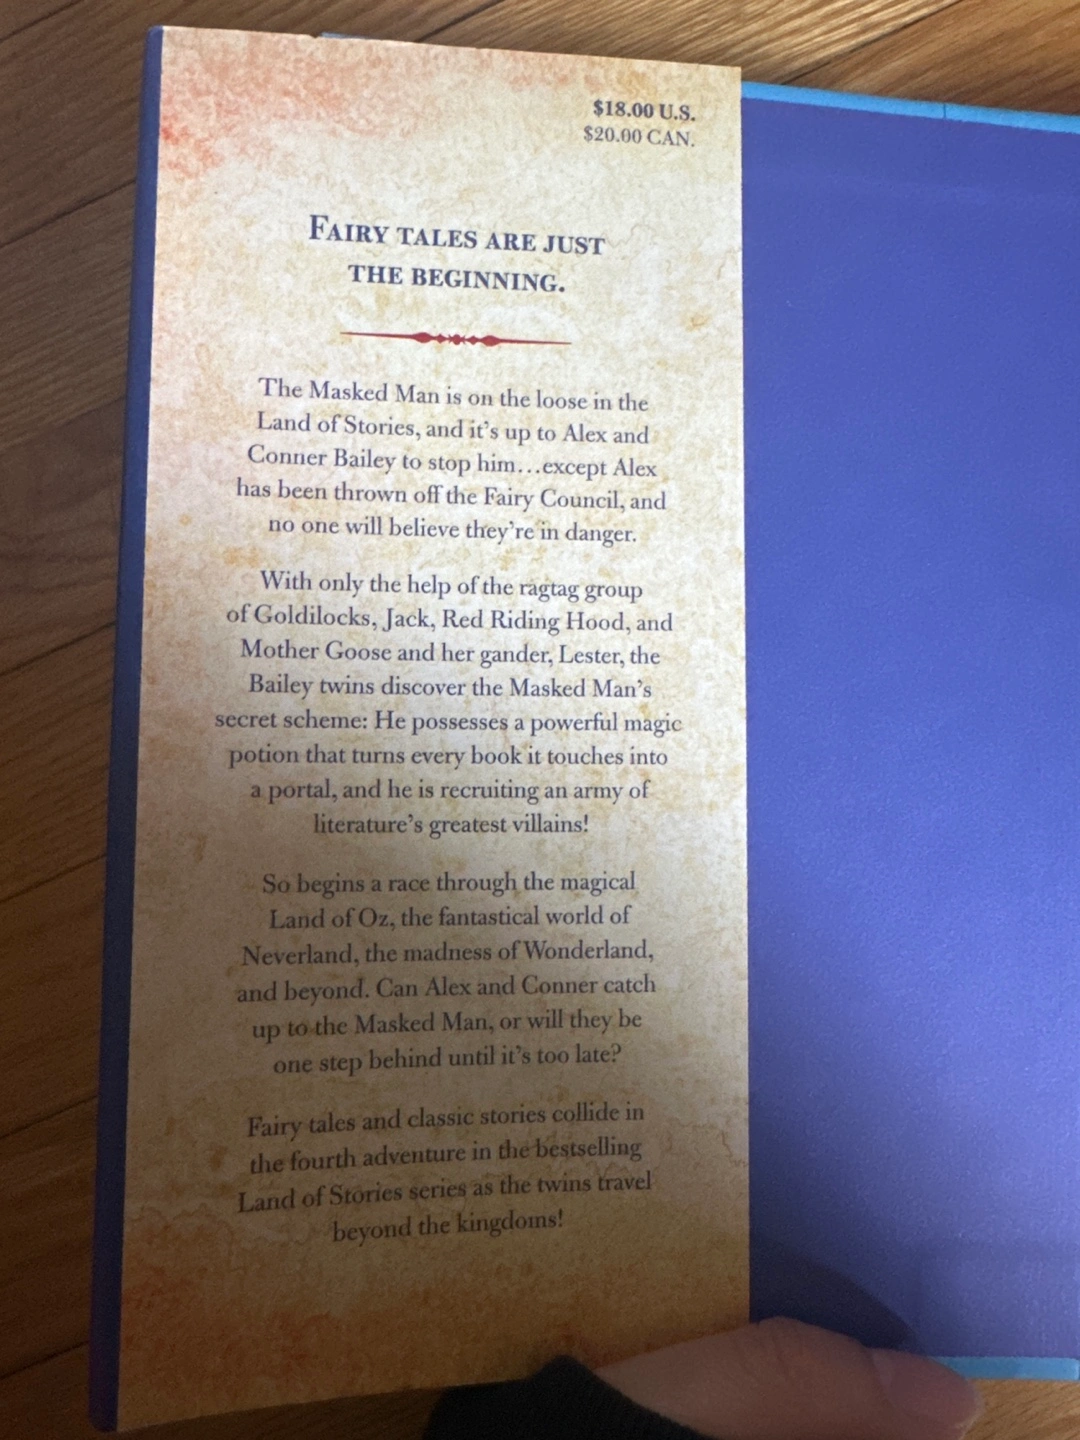 $18.00 U.S.
$20.00 CAN.
FAIRY TALES ARE JUST
THE BEGINNING.
The Masked Man is on the loose in the
Land of Stories, and it's up to Alex and
Conner Bailey to stop him...except Alex
has been thrown off the Fairy Council, and
no one will believe they're in danger.
With only the help of the ragtag group
of Goldilocks, Jack, Red Riding Hood, and
Mother Goose and her gander, Lester, the
Bailey twins discover the Masked Man's
secret scheme: He possesses a powerful magic
potion that turns every book it touches into
a portal, and he is recruiting an army of
literature's greatest villains!
So begins a race through the magical
Land of Oz, the fantastical world of
Neverland, the madness of Wonderland,
and beyond. Can Alex and Conner catch
up to the Masked Man, or will they be
one step behind until it's too late?
Fairy tales and classic stories collide in
the fourth adventure in the bestselling
Land of Stories series as the twins travel
beyond the kingdoms!